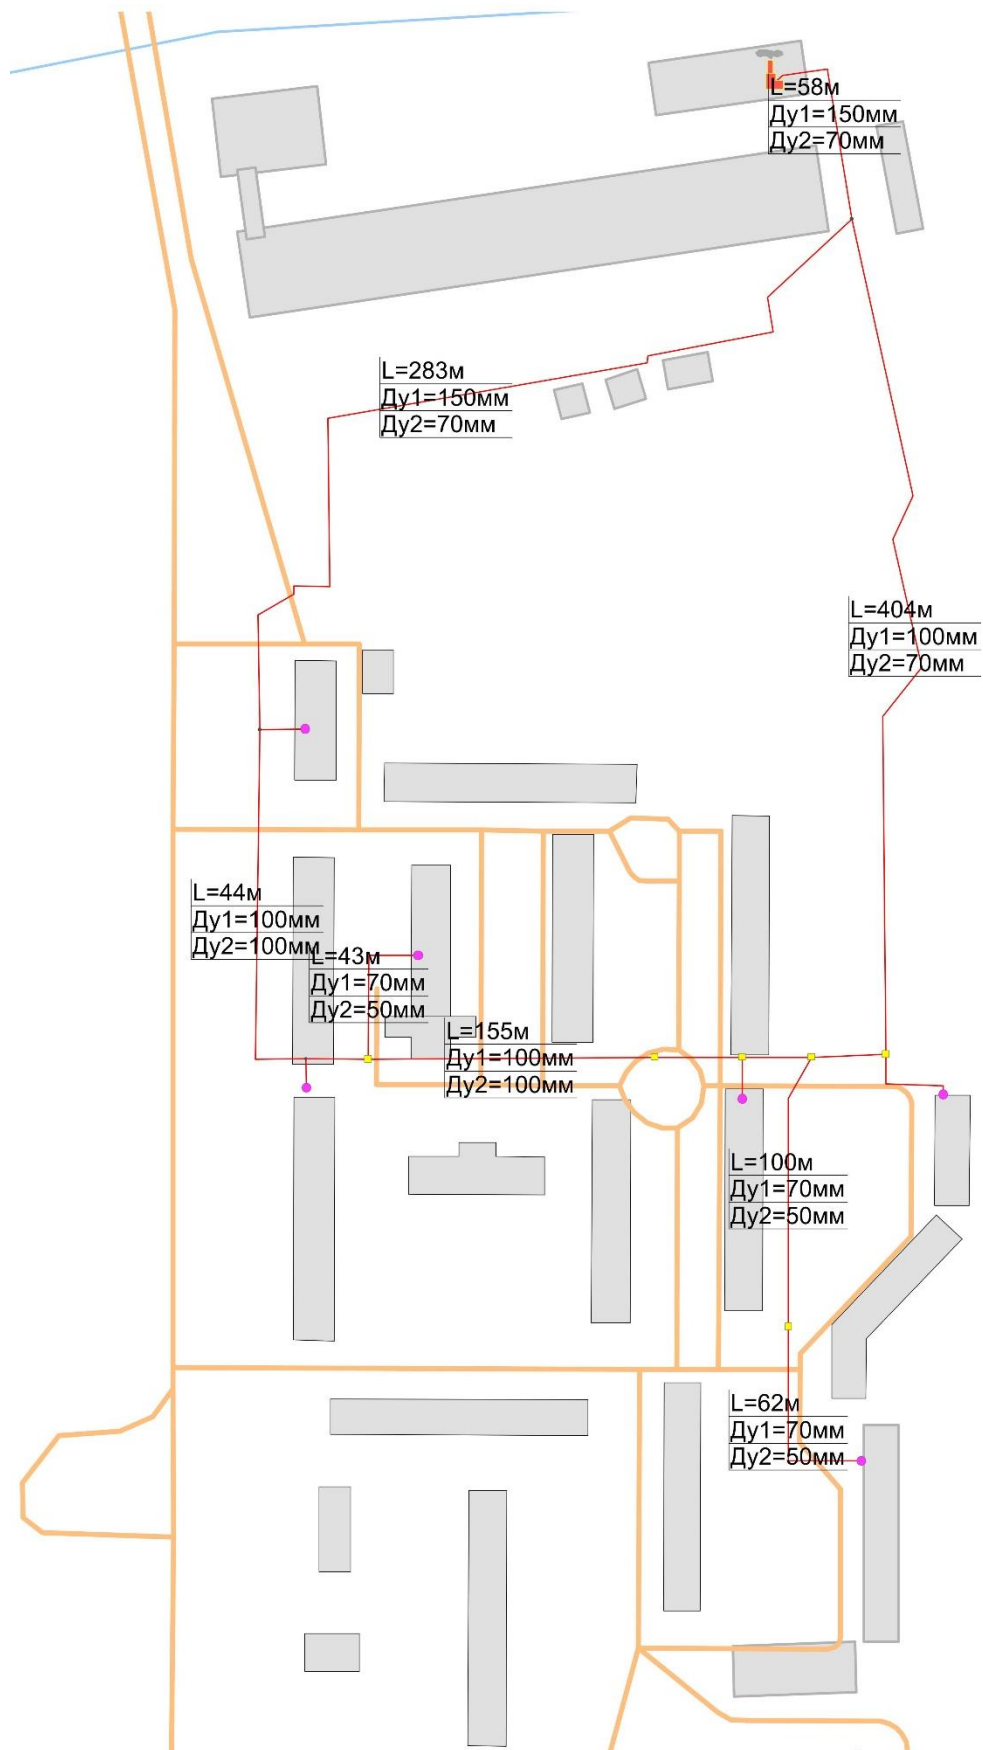 L=58м
Ду1=150мм
Ду2=70мм
L=283м
Ду1=150мм
Ду2=70мм
L=404м
Ду1=100мм
Ду2=70мм
L=44м
Ду1=100мм
Ду2=100мм
L=43м
Ду1=70мм
Ду2=50мм
L=155м
Ду1=100мм
Ду2=100мм
L=100м
Ду1=70мм
Ду2=50мм
L=62м
Ду1=70мм
Ду2=50мм